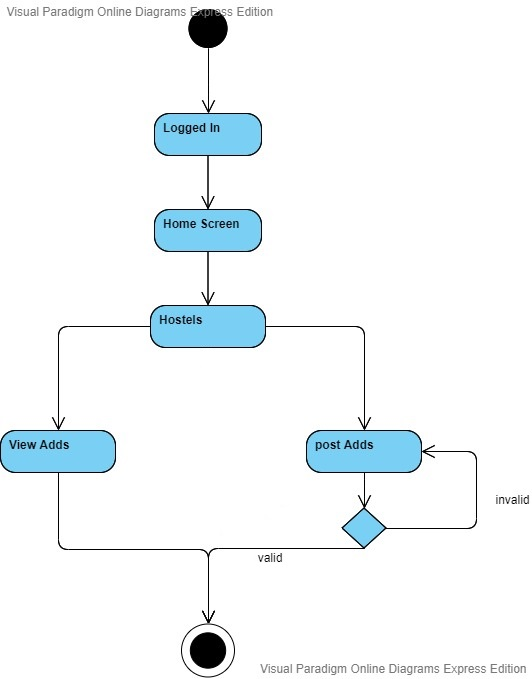 Visual Paradigm Online Diagrams Express Edition
Logged In
Home Screen
Hostels
View Adds
post Adds
invalid
valid
Visual Paradigm Online Diagrams Express Edition